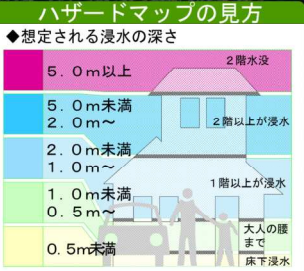 ハザードマップの見方
◆想定される浸水の深さ
5.0m以上
2階水没
5.0m未満
2.0m～
2階以上が浸水
2.0m未満
1.0m～
1階以上が浸水
1.0m未満
0.5m～
大人の腰
まで
0.5m未満
床下浸水